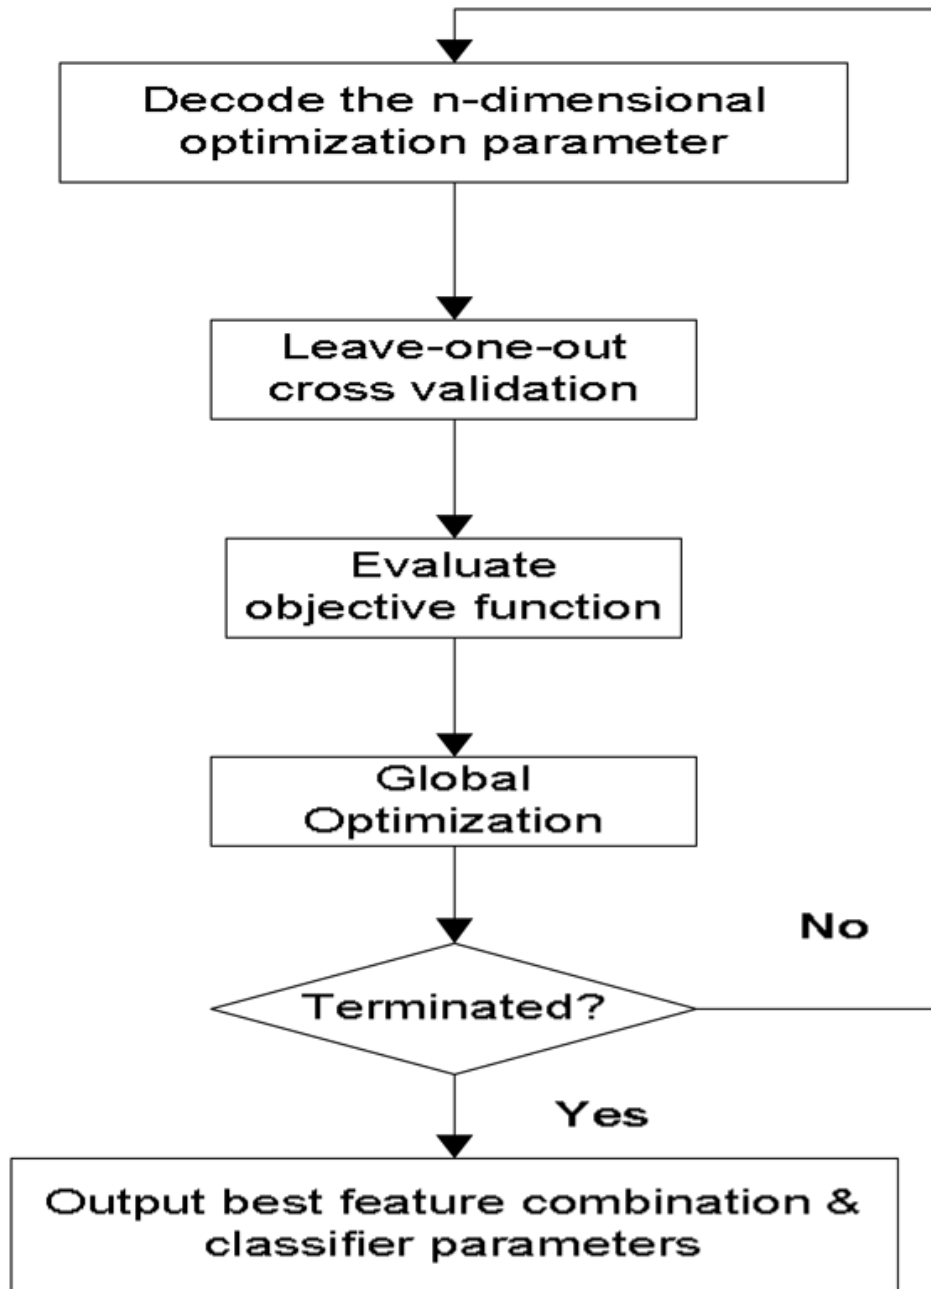 Decode the n-dimensional
optimization parameter
Leave-one-out
cross validation
Evaluate
objective function
Global
Optimization
No
Terminated?
Yes
Output best feature combination &
classifier parameters